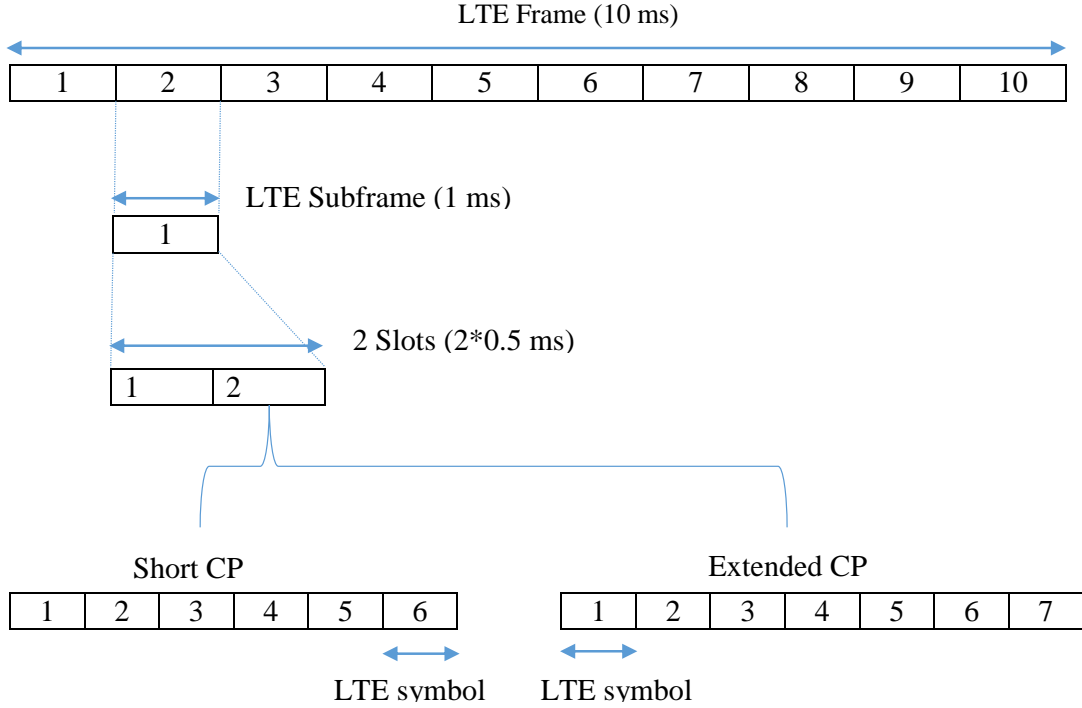 LTE Frame (10 ms)
1 2 3 4 5 6 7 8 9 10
LTE Subframe (1 ms)
1
2 Slots (2*0.5 ms)
1 2
Short CP
Extended CP
1 2 3 4 5 6
1 2 3 4 5 6 7
LTE symbol
LTE symbol